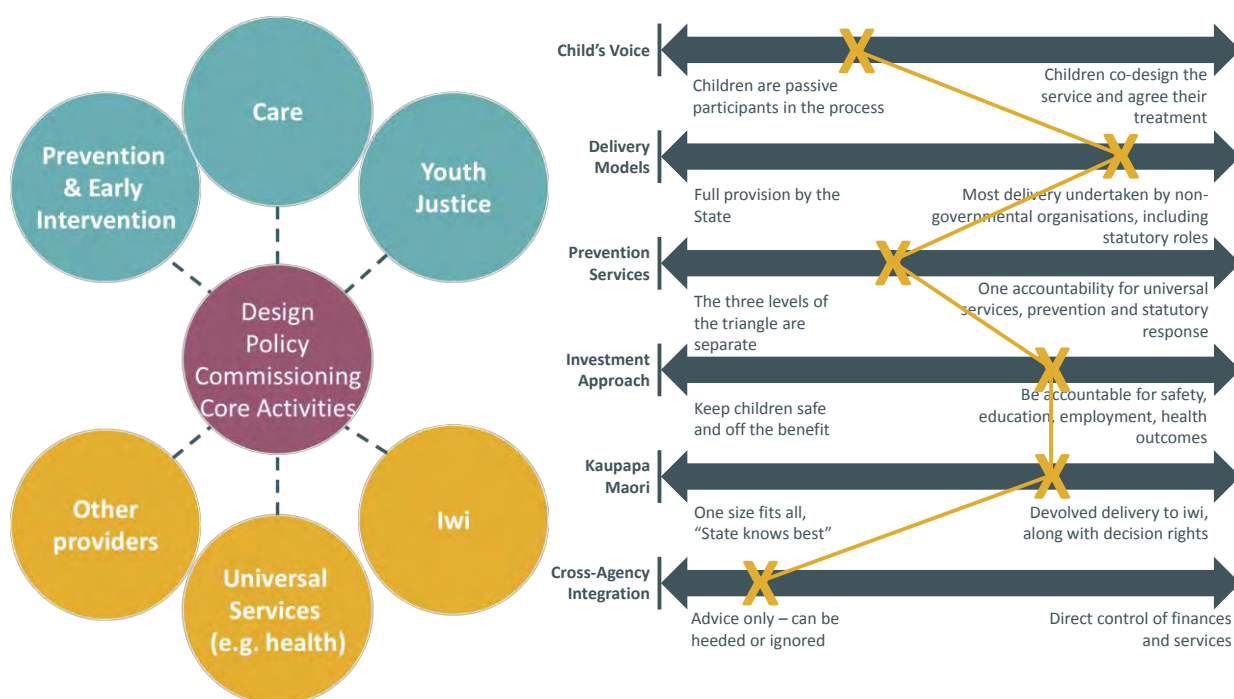 Care
Prevention
& Early
Intervention
Youth
Justice
Design
Policy
Commissioning
Core Activities
Other
providers
Iwi
Universal
Services
(e.g. health)
Child’s Voice
X
Children are passive
participants in the process
Children co-design the
service and agree their
treatment
Delivery
Models
X
Full provision by the
State
Most delivery undertaken by non-
governmental organisations, including
statutory roles
Prevention
Services
X
The three levels of
the triangle are
separate
One accountability for universal
services, prevention and statutory
response
Investment
Approach
X
Keep children safe
and off the benefit
Be accountable for safety,
education, employment, health
outcomes
Kaupapa
Maori
X
One size fits all,
“State knows best”
Devolved delivery to iwi,
along with decision rights
Cross-Agency
Integration
X
Advice only – can be
heeded or ignored
Direct control of finances
and services